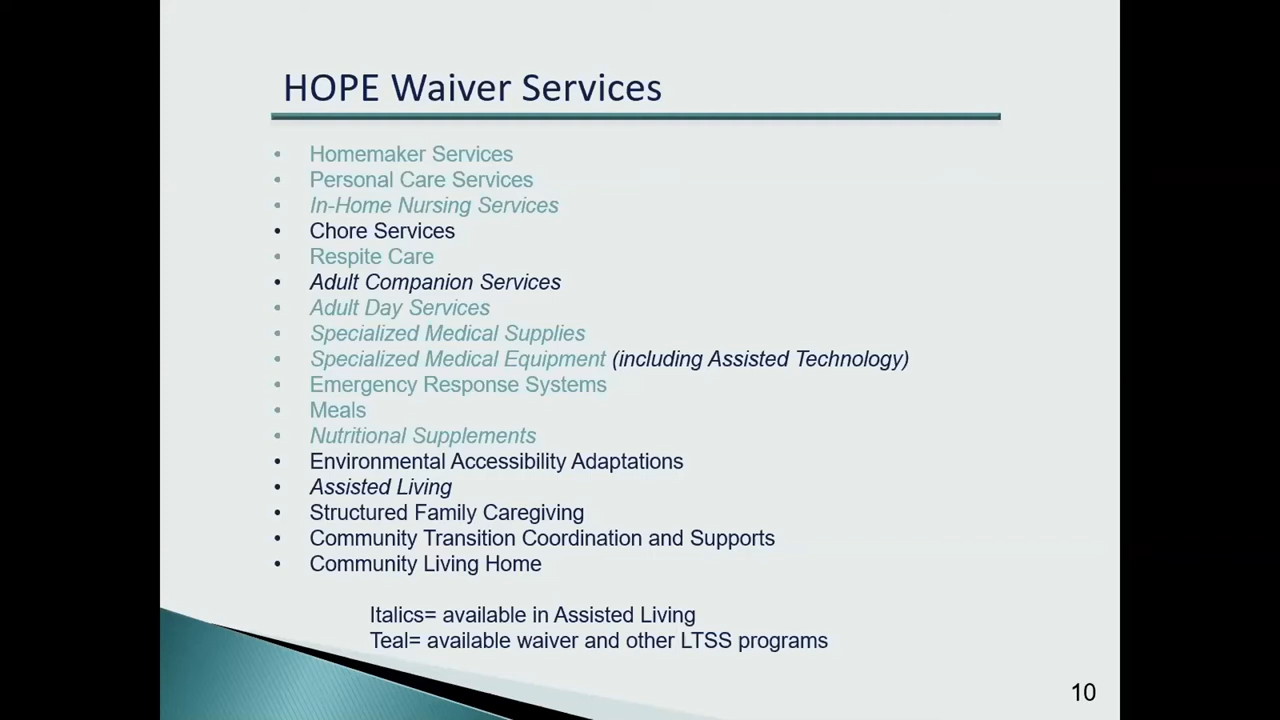 HOPE Waiver Services
• Homemaker Services
• Personal Care Services
• In-Home Nursing Services
• Chore Services
• Respite Care
• Adult Companion Services
• Adult Day Services
• Specialized Medical Supplies
• Specialized Medical Equipment (including Assisted Technology)
• Emergency Response Systems
• Meals
• Nutritional Supplements
• Environmental Accessibility Adaptations
• Assisted Living
• Structured Family Caregiving
• Community Transition Coordination and Supports
• Community Living Home
Italics= available in Assisted Living
Teal= available waiver and other LTSS programs
10